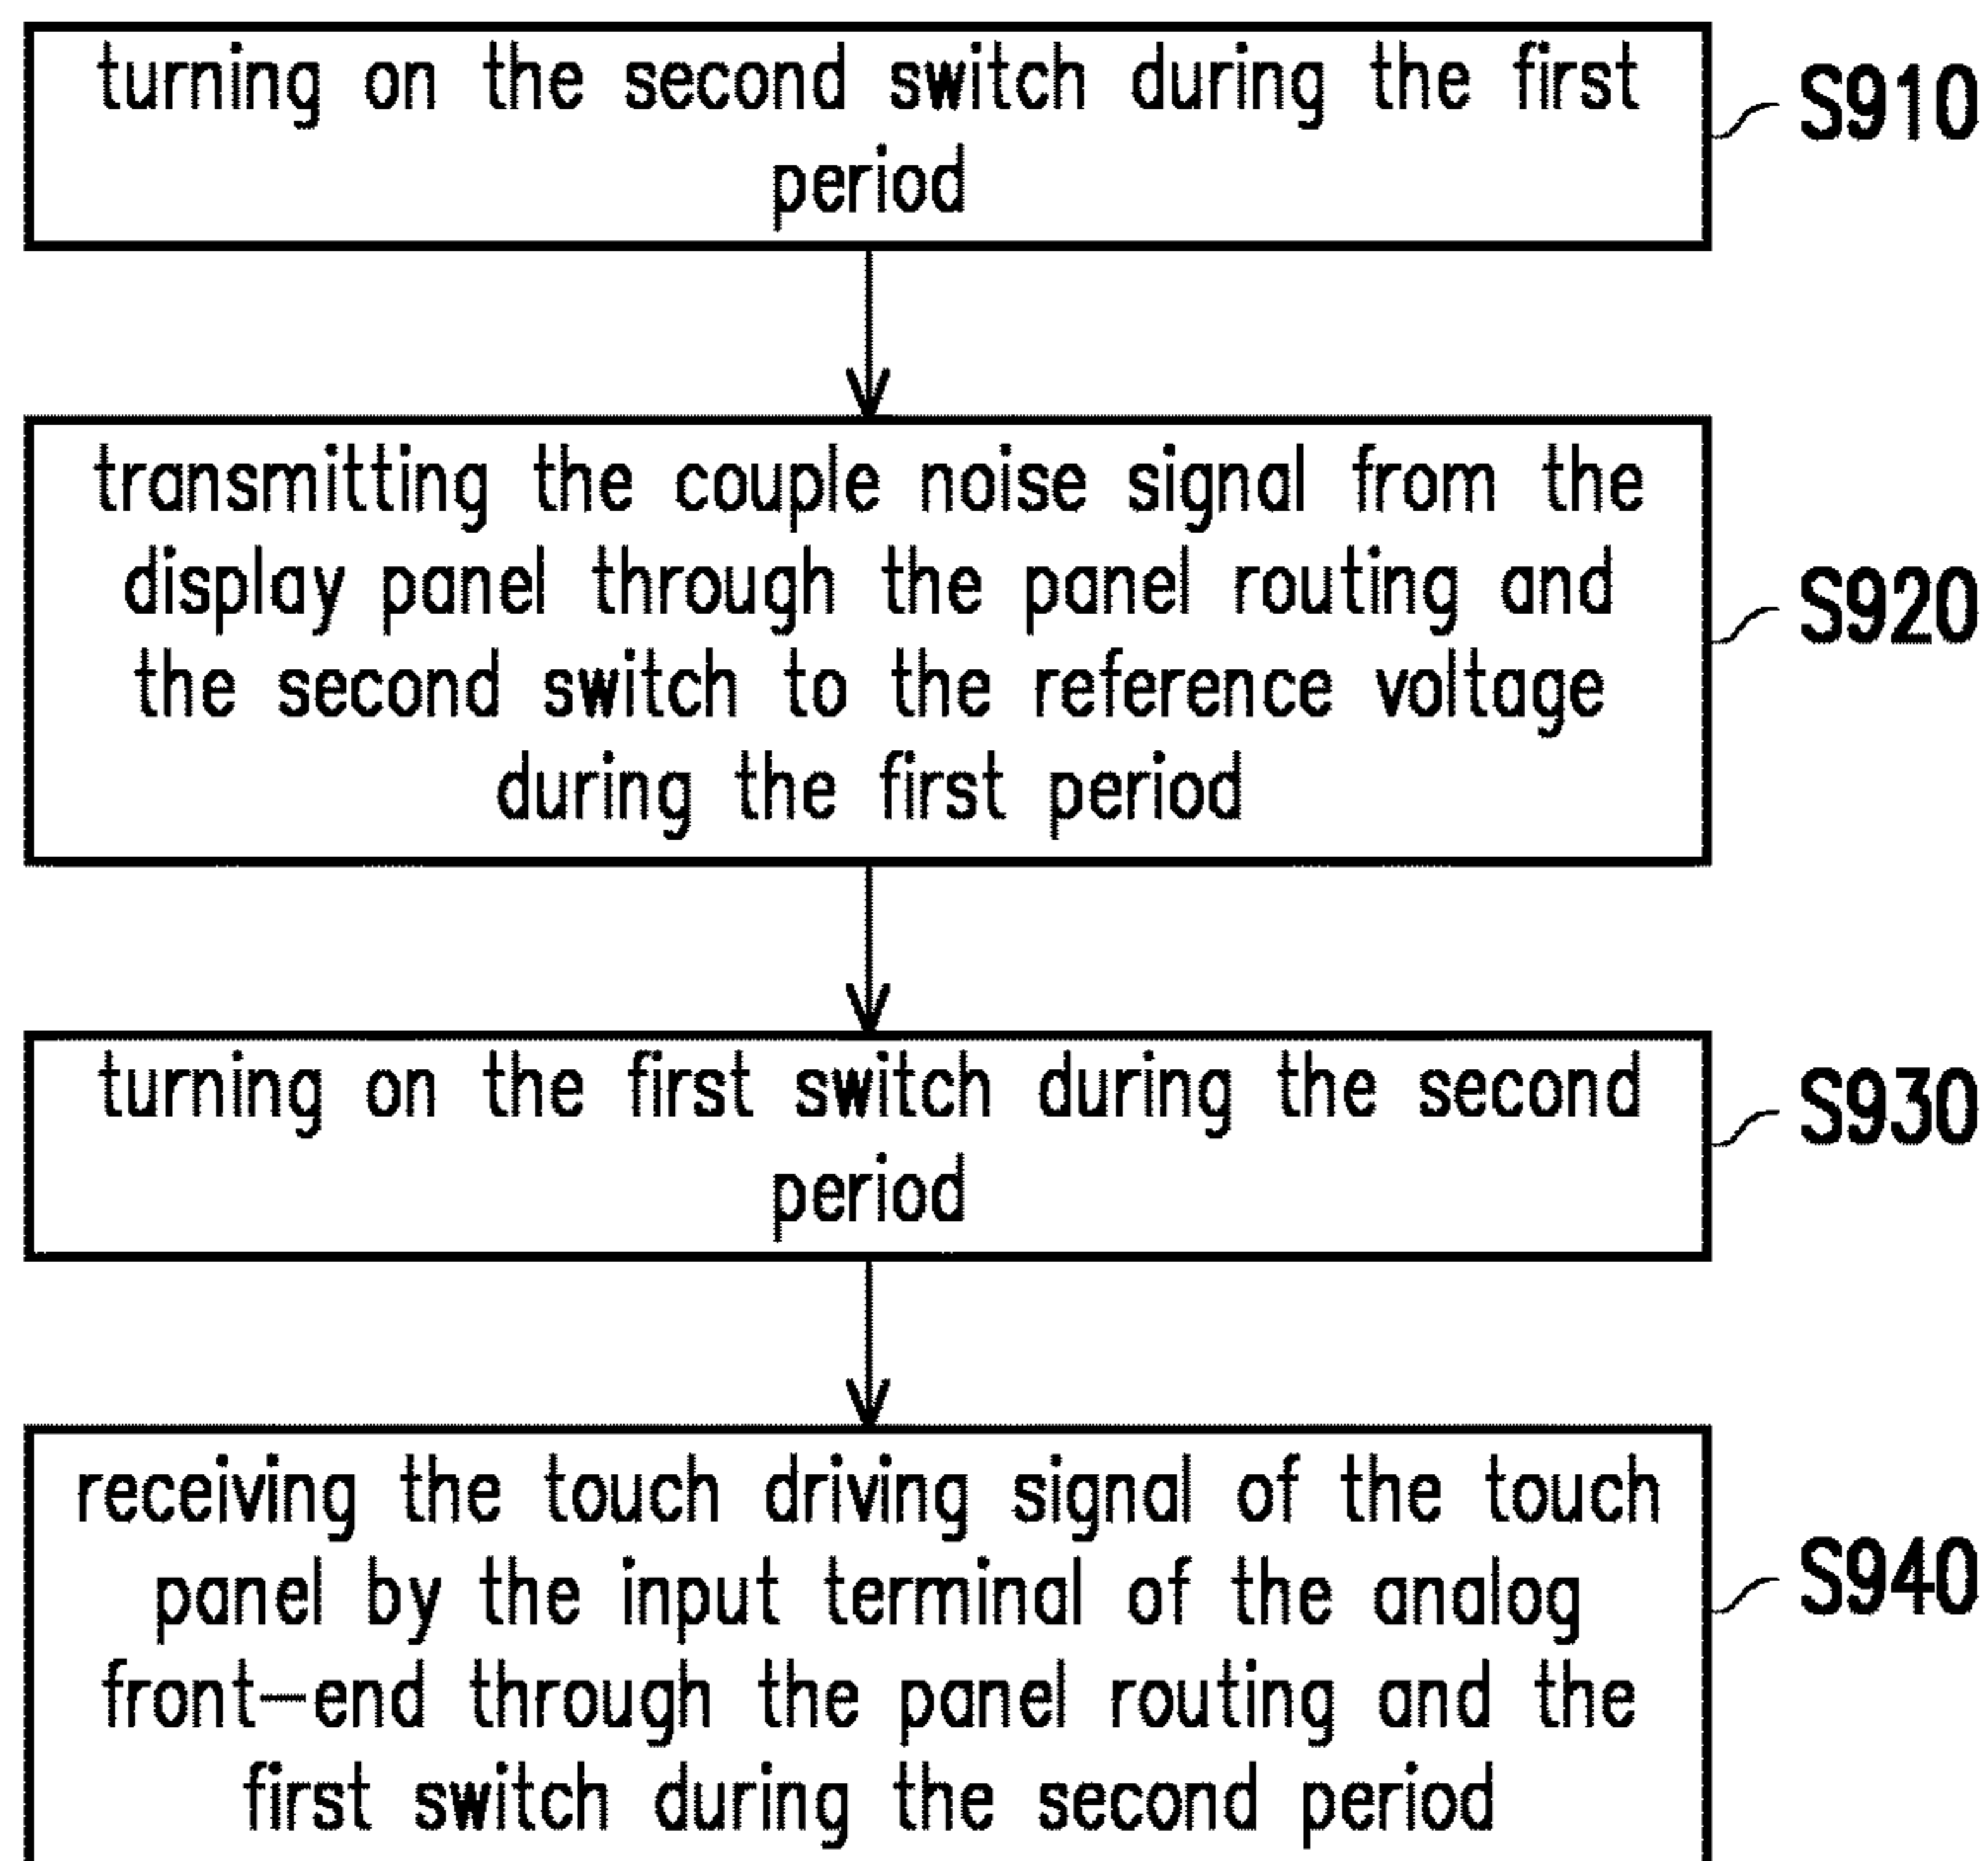 turning on the second switch during the first
period
S910
transmitting the couple noise signal from the
display panel through the panel routing and
the second switch to the reference voltage
during the first period
S920
turning on the first switch during the second
period
S930
receiving the touch driving signal of the touch
panel by the input terminal of the analog
front-end through the panel routing and the
first switch during the second period
S940